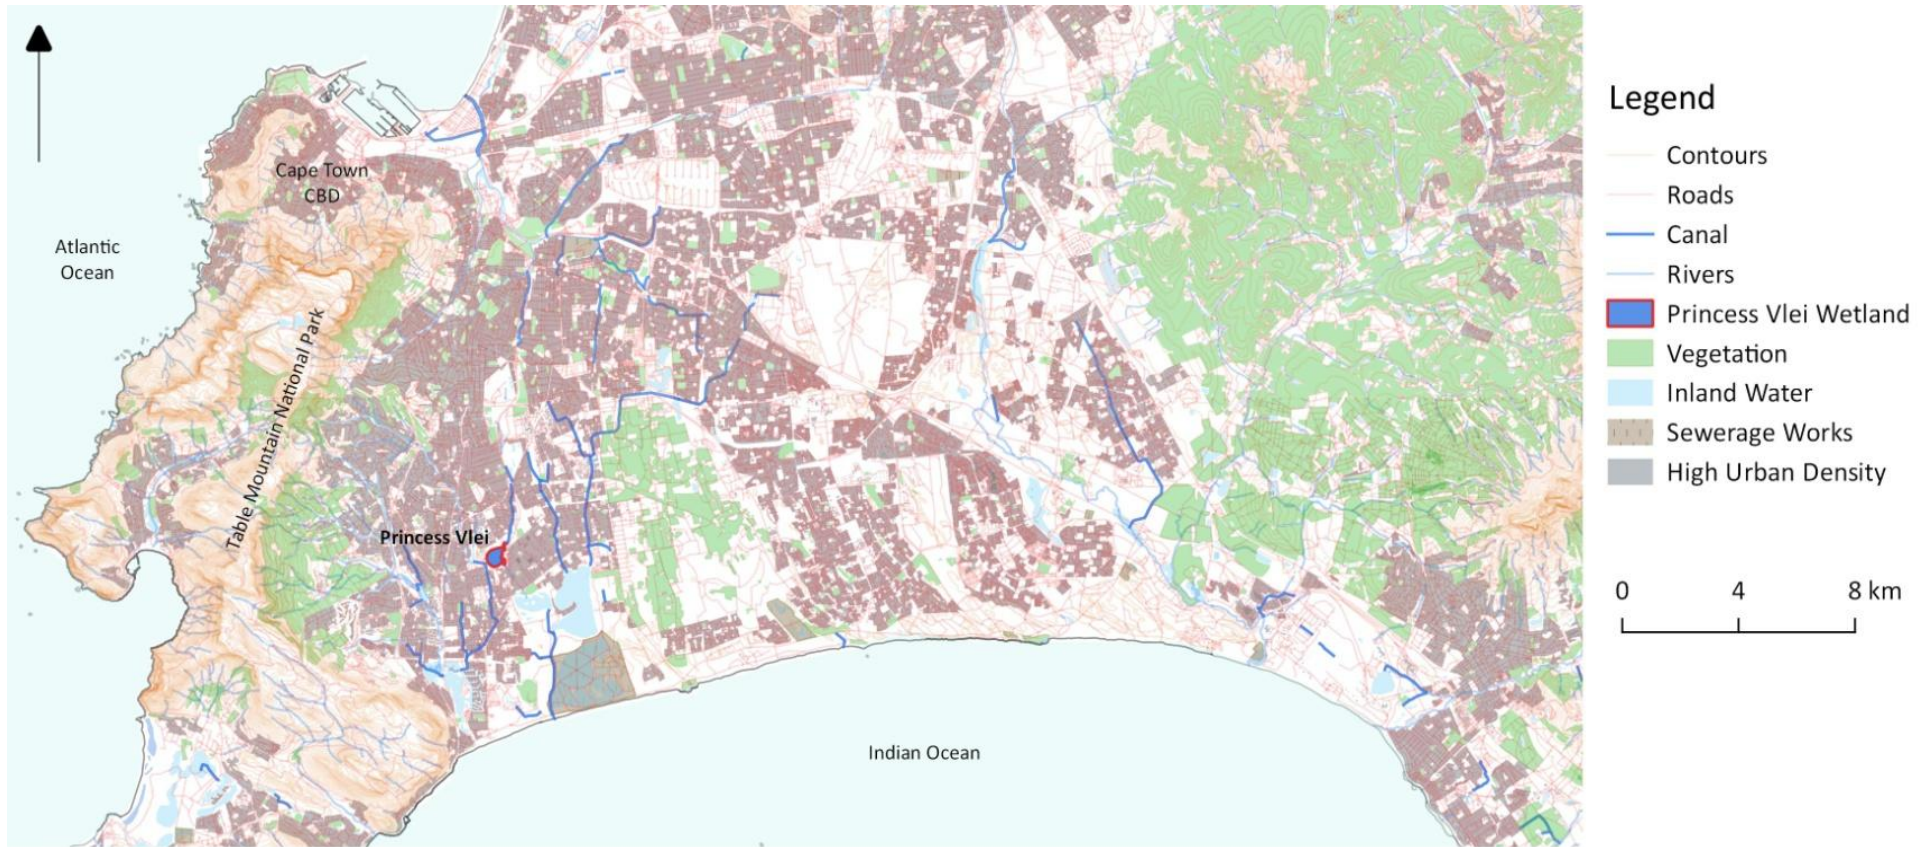 Cape Town
CBD
Atlantic
Ocean
Table Mountain National Park
Princess Vlei
Indian Ocean
Legend
Contours
Roads
Canal
Rivers
Princess Vlei Wetland
Vegetation
Inland Water
Sewerage Works
High Urban Density
0 4 8 km